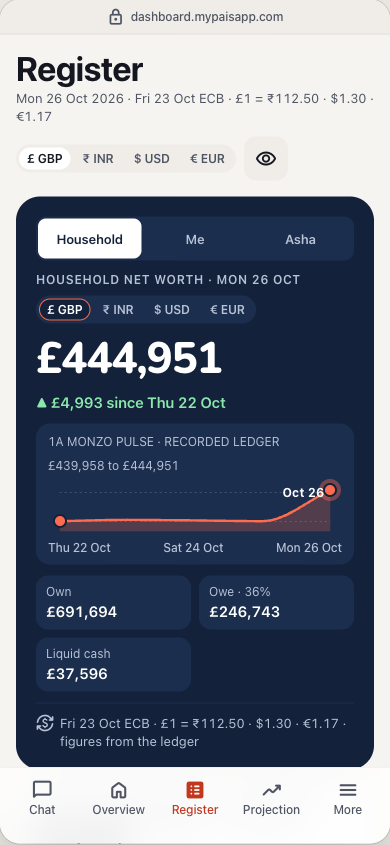 dashboard.mypaisapp.com
Register
Mon 26 Oct 2026 · Fri 23 Oct ECB · £1 = ₹112.50 · $1.30 ·
€1.17
£ GBP ₹ INR $ USD € EUR
Household Me Asha
HOUSEHOLD NET WORTH · MON 26 OCT
£ GBP ₹ INR $ USD € EUR
£444,951
▲ £4,993 since Thu 22 Oct
1A MONZO PULSE · RECORDED LEDGER
£439,958 to £444,951
Oct 26
Thu 22 Oct Sat 24 Oct Mon 26 Oct
Own Owe · 36%
£691,694 £246,743
Liquid cash
£37,596
Fri 23 Oct ECB · £1 = ₹112.50 · $1.30 · €1.17 ·
figures from the ledger
Chat Overview Register Projection More